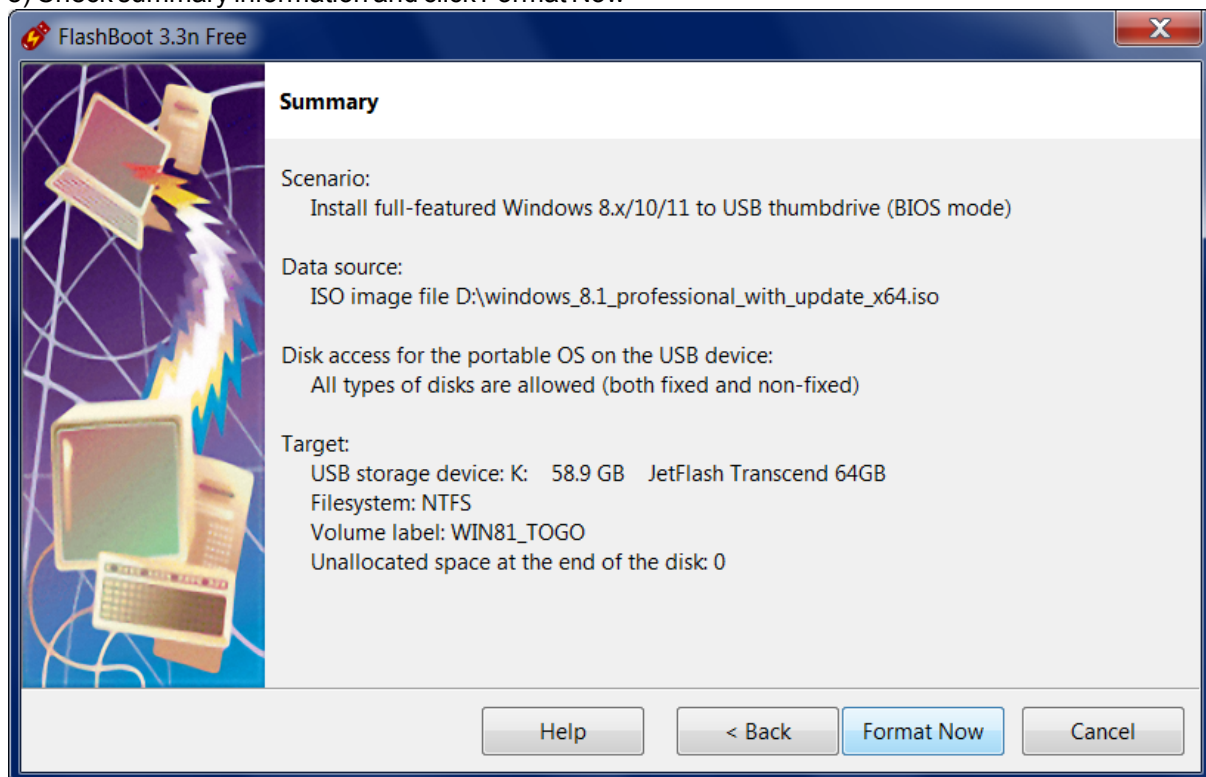 FlashBoot 3.3n Free
Summary
Scenario:
Install full-featured Windows 8.x/10/11 to USB thumbdrive (BIOS mode)
Data source:
ISO image file D:\windows_8.1_professional_with_update_x64.iso
Disk access for the portable OS on the USB device:
All types of disks are allowed (both fixed and non-fixed)
Target:
USB storage device: K: 58.9 GB JetFlash Transcend 64GB
Filesystem: NTFS
Volume label: WIN81_TOGO
Unallocated space at the end of the disk: 0
Help < Back Format Now Cancel